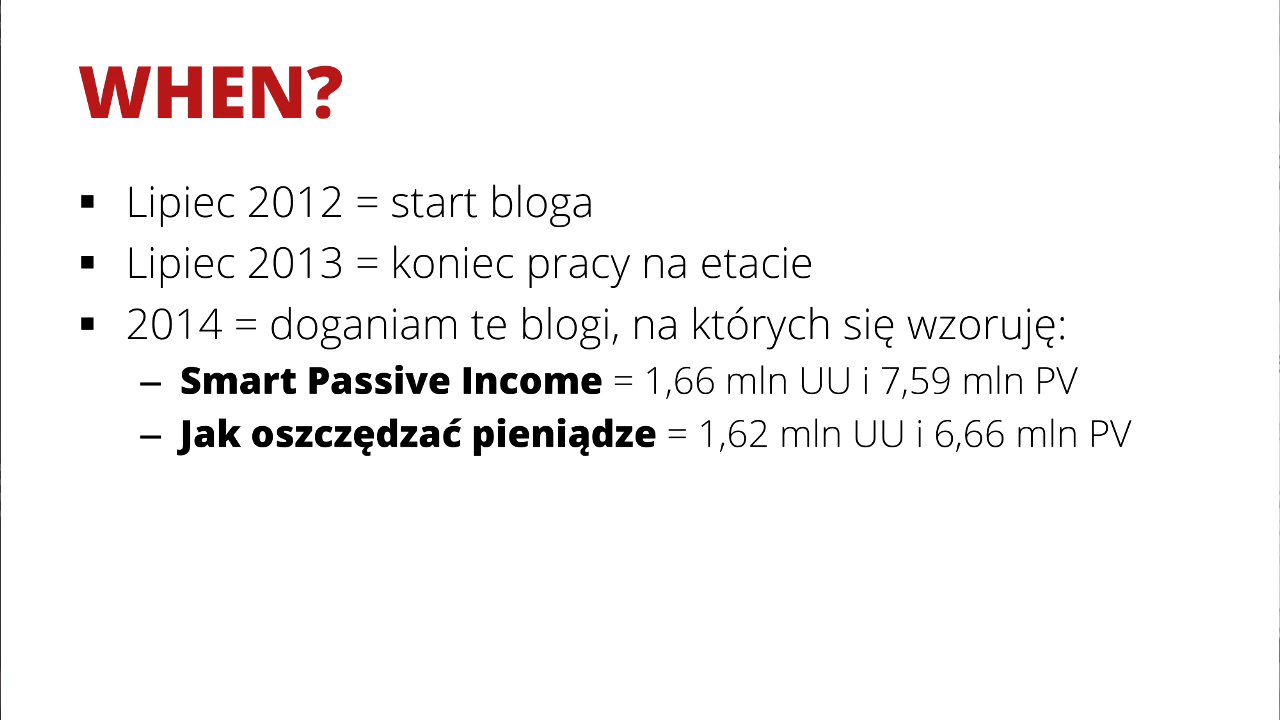 WHEN?
▪ Lipiec 2012 = start bloga
▪ Lipiec 2013 = koniec pracy na etacie
▪ 2014 = doganiam te blogi, na których się wzoruję:
– Smart Passive Income = 1,66 mln UU i 7,59 mln PV
– Jak oszczędzać pieniądze = 1,62 mln UU i 6,66 mln PV